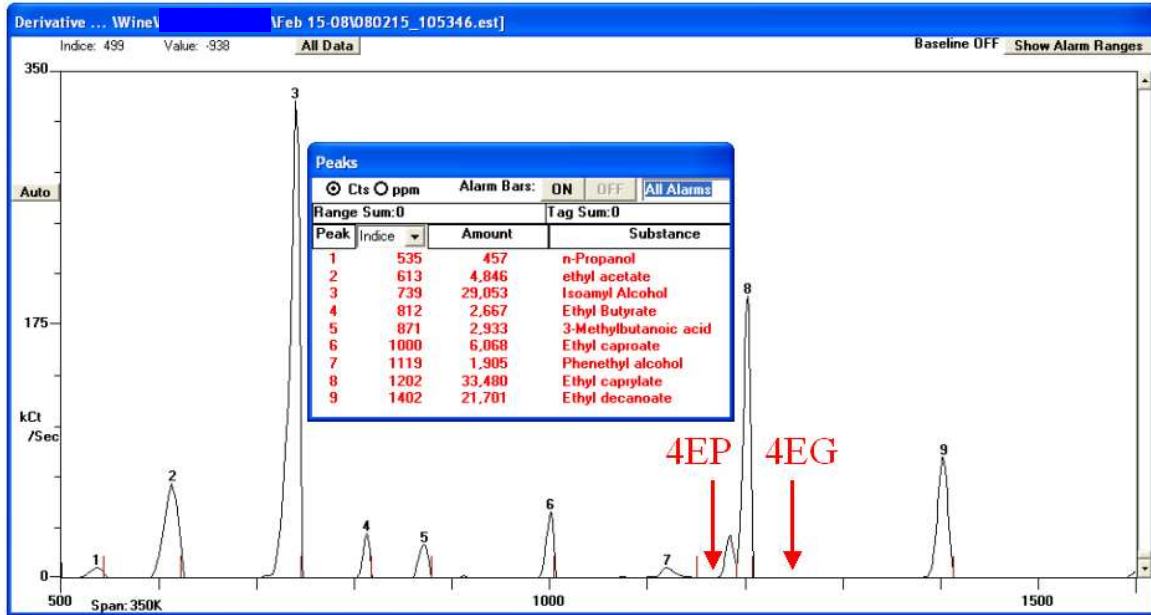 Derivative ... \Wine\ \Feb 15-08\080215_105346.est]
Indice: 499 Value: -938 All Data Baseline OFF Show Alarm Ranges
350
3
Peaks
Cts ppm Alarm Bars: ON OFF All Alarms
Range Sum:0 Tag Sum:0
Peak Indice Amount Substance
1 535 457 n-Propanol
2 613 4,846 ethyl acetate
3 739 29,053 Isoamyl Alcohol
4 812 2,667 Ethyl Butyrate
5 871 2,933 3-Methylbutanoic acid
6 1000 6,068 Ethyl caproate
7 1119 1,905 Phenethyl alcohol
8 1202 33,480 Ethyl caprylate
9 1402 21,701 Ethyl decanoate
Auto
8
175
kCt
/Sec
4EP 4EG
9
2
6
4
5
1
7
0
500 1000 1500
Span: 350K